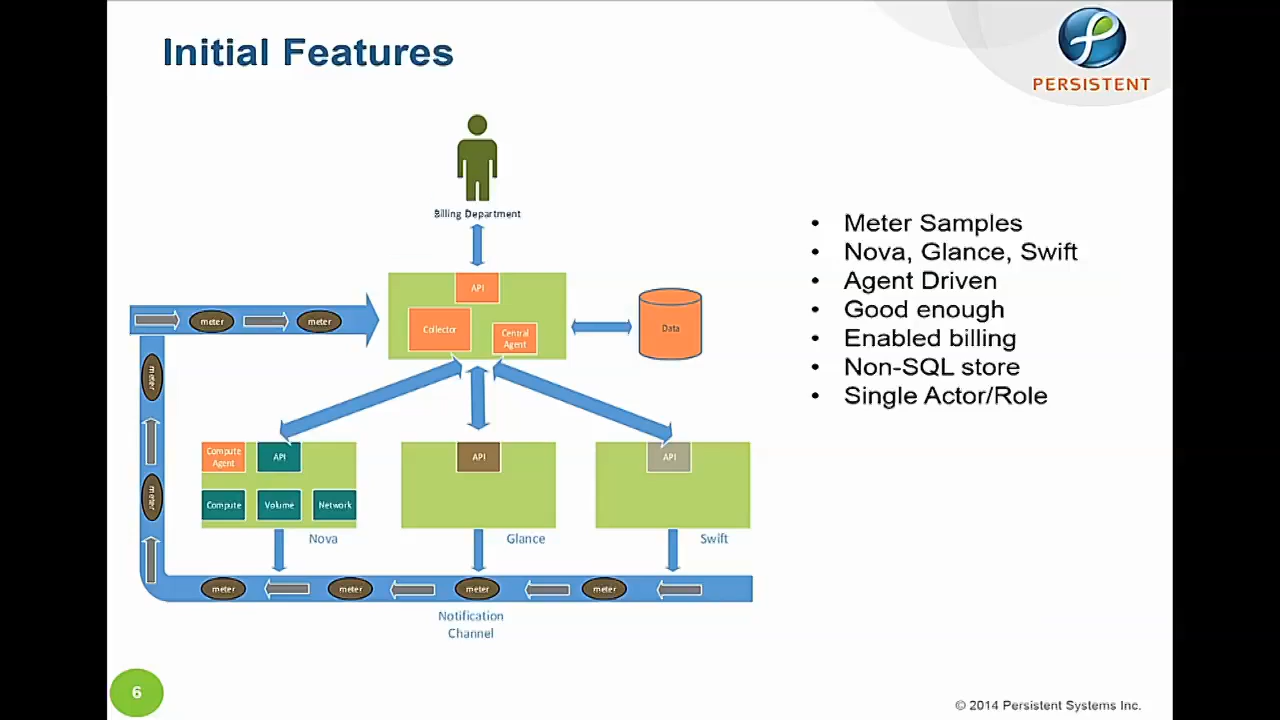 Initial Features
PERSISTENT
Billing Department
API
Collector
Central
Agent
Data
meter
meter
meter
meter
Compute
Agent
API
Compute
Volume
Network
Nova
API
Glance
API
Swift
meter
meter
meter
meter
Notification
Channel
• Meter Samples
• Nova, Glance, Swift
• Agent Driven
• Good enough
• Enabled billing
• Non-SQL store
• Single Actor/Role
6
© 2014 Persistent Systems Inc.